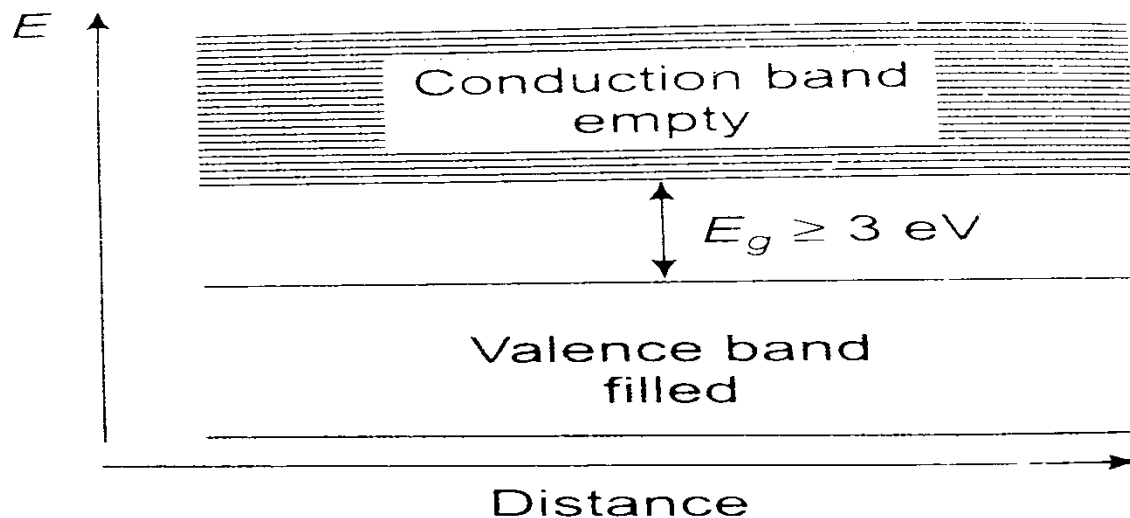 E
Conduction band
empty
E_g ≥ 3 eV
Valence band
filled
Distance